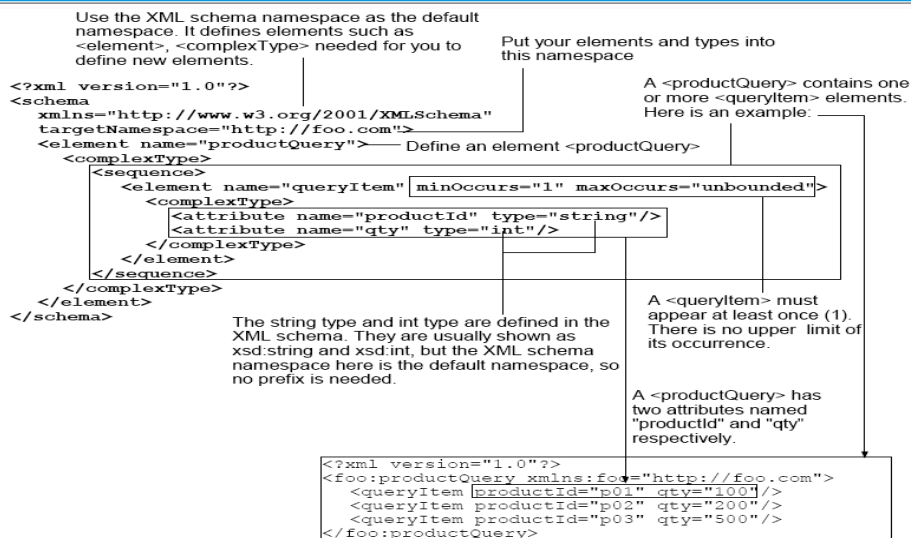 Use the XML schema namespace as the default
namespace. It defines elements such as
<element>, <complexType> needed for you to
define new elements.
Put your elements and types into
this namespace
A <productQuery> contains one
or more <queryItem> elements.
Here is an example:
<?xml version="1.0"?>
<schema
xmlns="http://www.w3.org/2001/XMLSchema"
targetNamespace="http://foo.com">
<element name="productQuery">
Define an element <productQuery>
<complexType>
<sequence>
<element name="queryItem" minOccurs="1" maxOccurs="unbounded">
<complexType>
<attribute name="productId" type="string"/>
<attribute name="qty" type="int"/>
</complexType>
</element>
</sequence>
</complexType>
</element>
</schema>
The string type and int type are defined in the
XML schema. They are usually shown as
xsd:string and xsd:int, but the XML schema
namespace here is the default namespace, so
no prefix is needed.
A <queryItem> must
appear at least once (1).
There is no upper limit of
its occurrence.
A <productQuery> has
two attributes named
"productId" and "qty"
respectively.
<?xml version="1.0"?>
<foo:productQuery xmlns:foo="http://foo.com">
<queryItem productId="p01" qty="100"/>
<queryItem productId="p02" qty="200"/>
<queryItem productId="p03" qty="500"/>
</foo:productQuery>